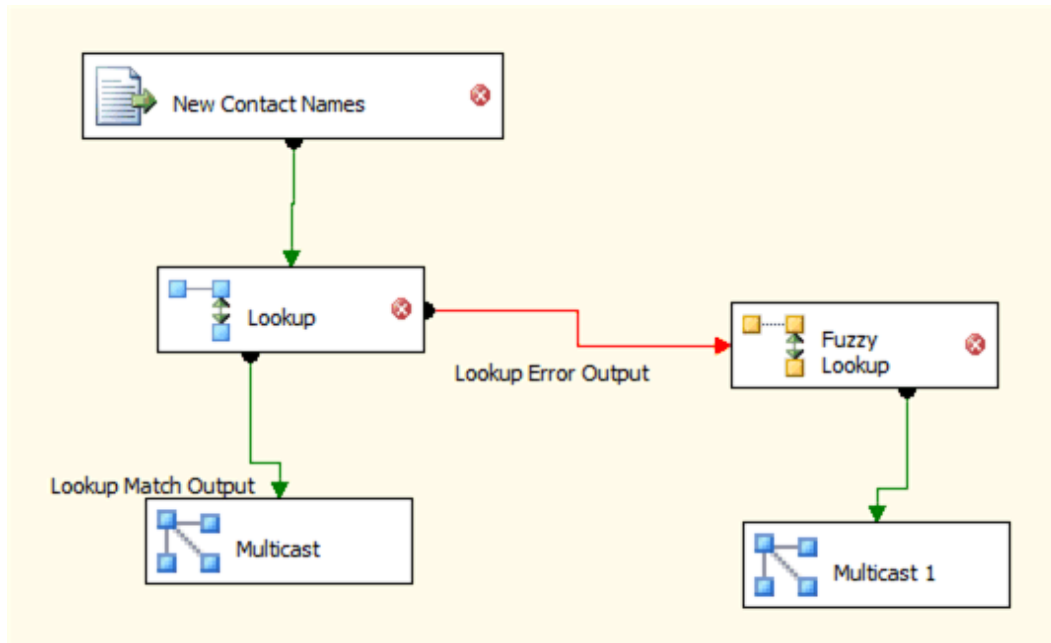 New Contact Names
Lookup
Lookup Error Output
Fuzzy
Lookup
Lookup Match Output
Multicast
Multicast 1